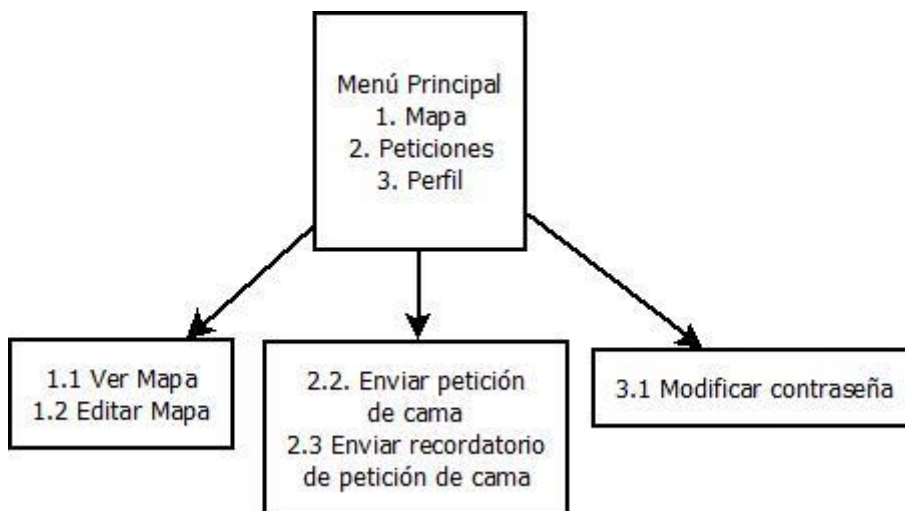 Menú Principal
1. Mapa
2. Peticiones
3. Perfil
1.1 Ver Mapa
1.2 Editar Mapa
2.2. Enviar petición
de cama
2.3 Enviar recordatorio
de petición de cama
3.1 Modificar contraseña